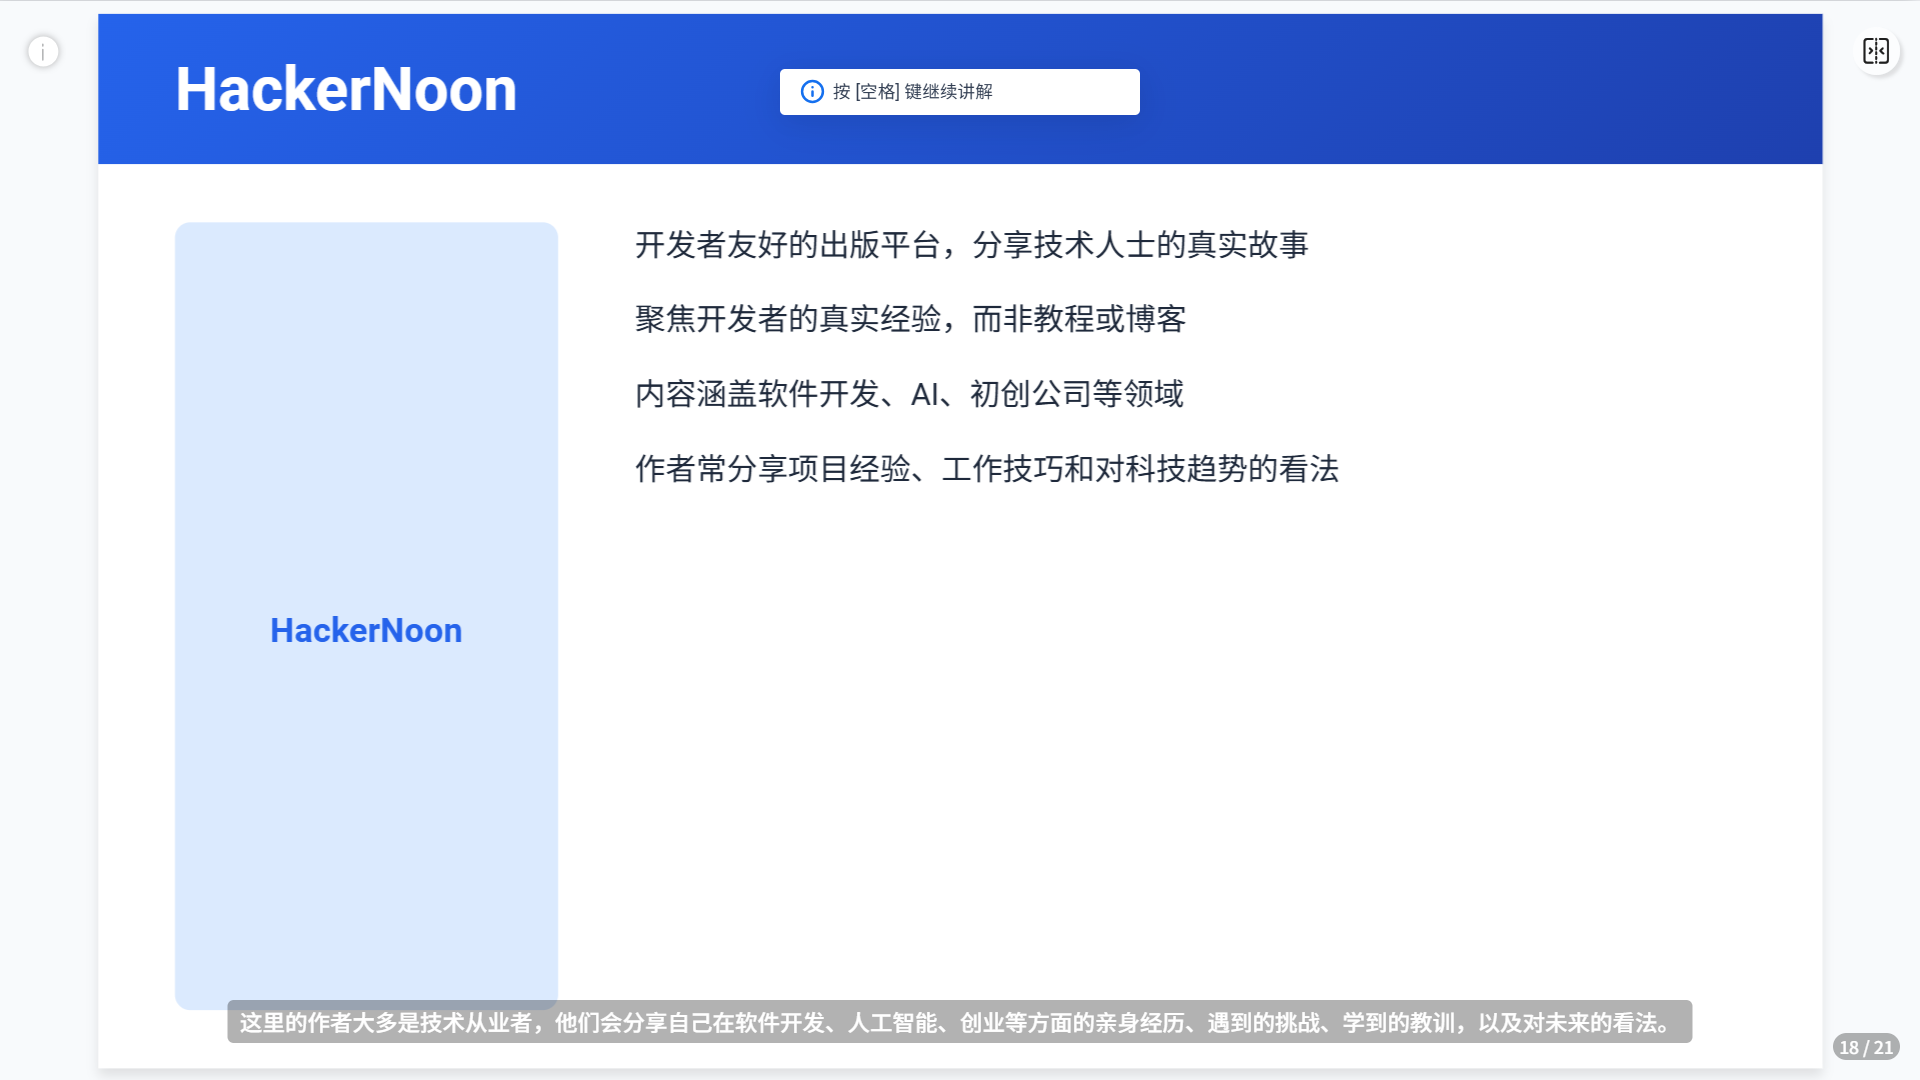 HackerNoon
按 [空格] 键继续讲解
开发者友好的出版平台，分享技术人士的真实故事
聚焦开发者的真实经验，而非教程或博客
内容涵盖软件开发、AI、初创公司等领域
作者常分享项目经验、工作技巧和对科技趋势的看法
HackerNoon
这里的作者大多是技术从业者，他们会分享自己在软件开发、人工智能、创业等方面的亲身经历、遇到的挑战、学到的教训，以及对未来的看法。
18 / 21